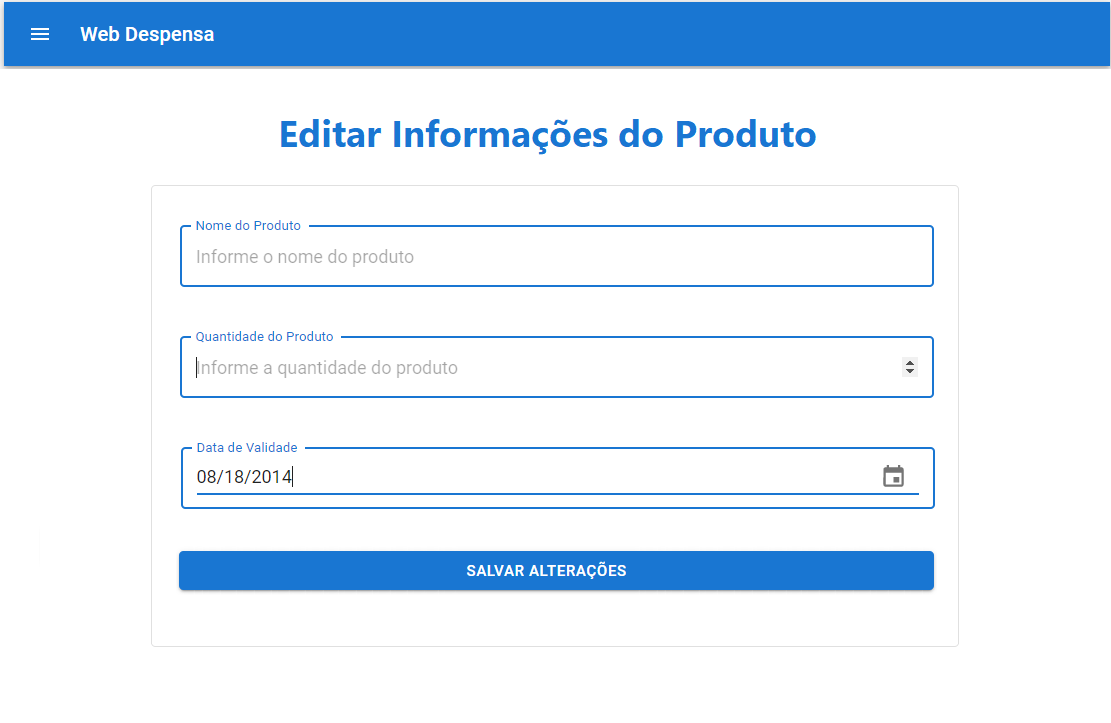 Web Despensa
Editar Informações do Produto
Nome do Produto
Informe o nome do produto
Quantidade do Produto
Informe a quantidade do produto
Data de Validade
08/18/2014
SALVAR ALTERAÇÕES